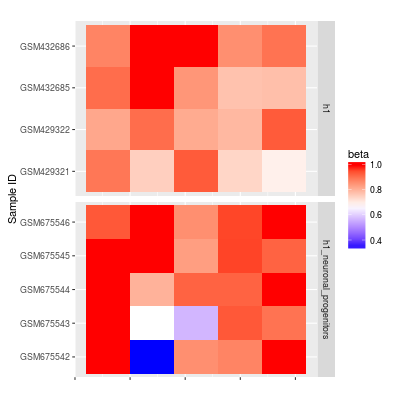 GSM432686
GSM432685
GSM429322
GSM429321
h1
GSM675546
GSM675545
GSM675544
GSM675543
GSM675542
h1_neuronal_progenitors
Sample ID
beta
1.0
0.8
0.6
0.4